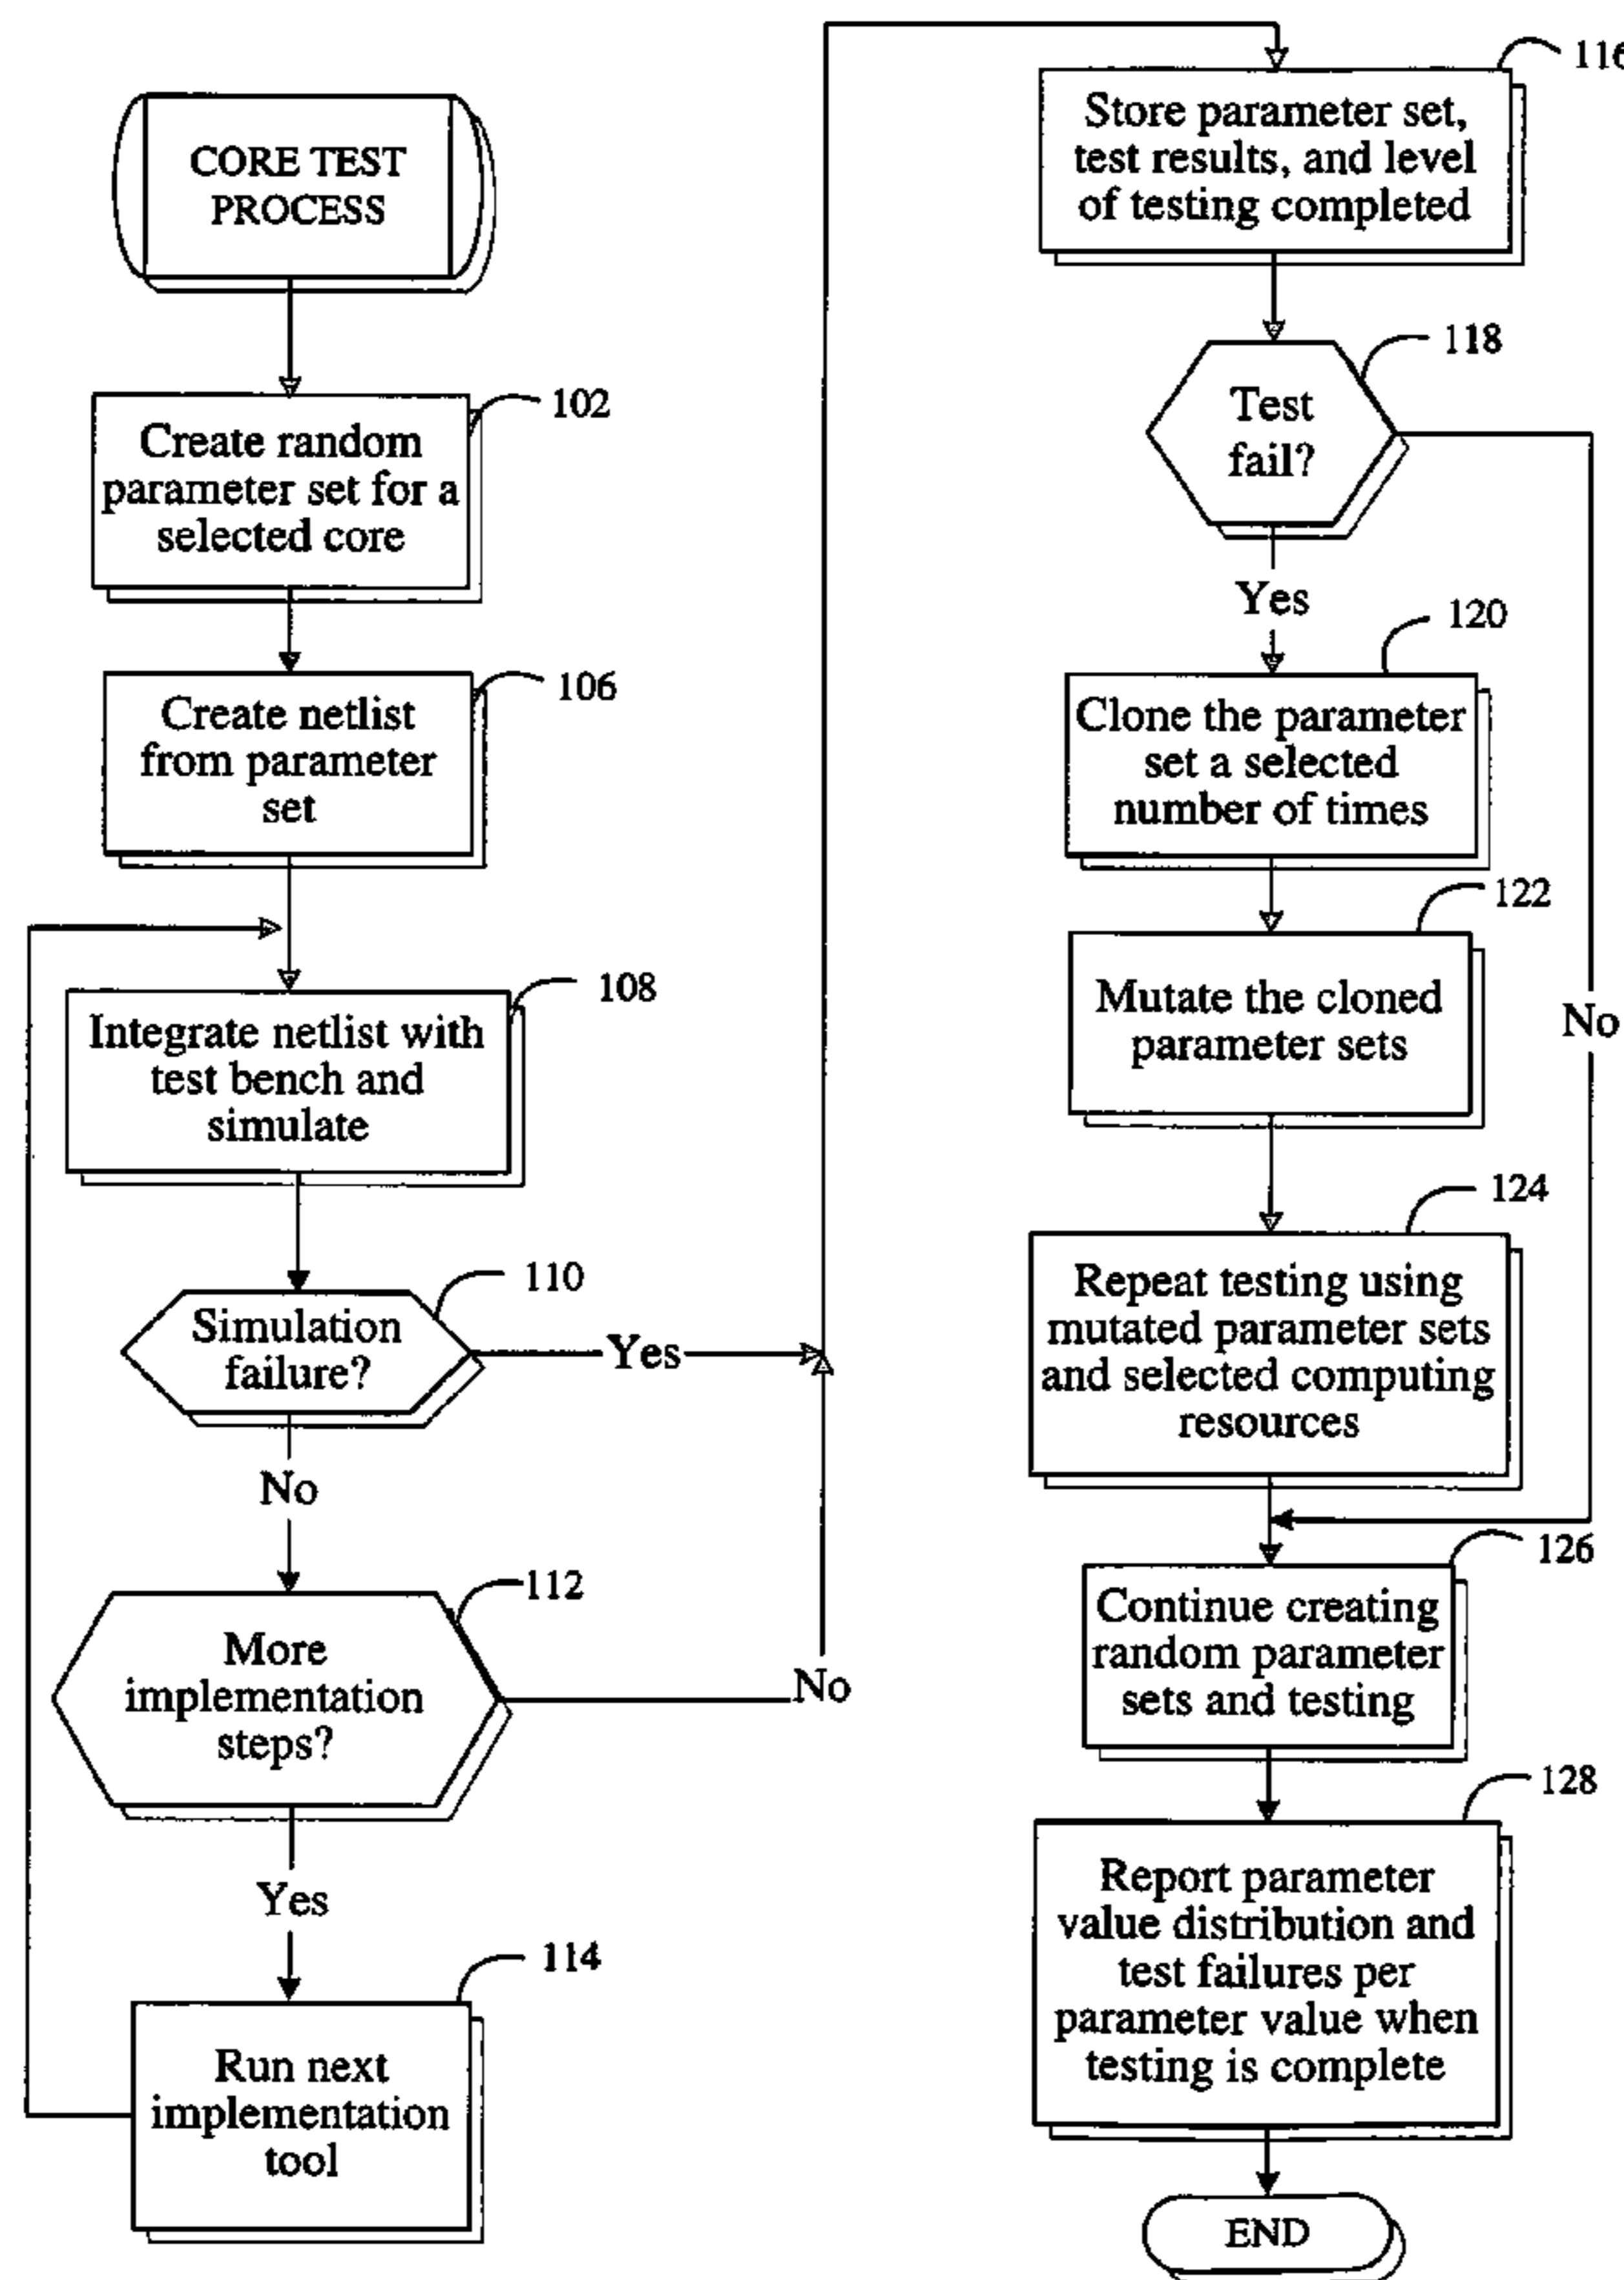 CORE TEST
PROCESS
102
Create random
parameter set for a
selected core
106
Create netlist
from parameter
set
108
Integrate netlist with
test bench and
simulate
110
Simulation
failure?
Yes
No
112
More
implementation
steps?
No
Yes
114
Run next
implementation
tool
116
Store parameter set,
test results, and level
of testing completed
118
Test
fail?
Yes
No
120
Clone the parameter
set a selected
number of times
122
Mutate the cloned
parameter sets
124
Repeat testing using
mutated parameter sets
and selected computing
resources
126
Continue creating
random parameter
sets and testing
128
Report parameter
value distribution and
test failures per
parameter value when
testing is complete
END